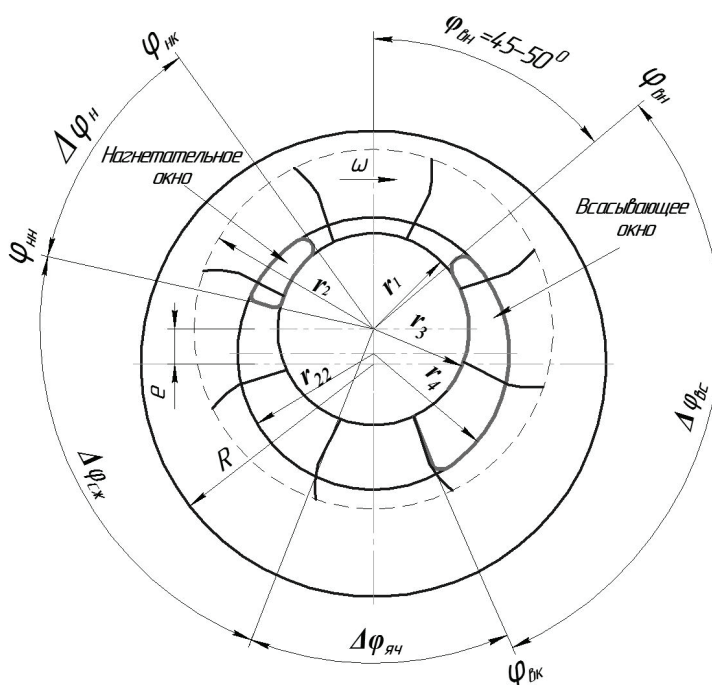 φнк
φвн =45-50⁰
φвн
Δφн
Нагнетательное
окно
ω
Всасывающее
окно
φнн
r₂
r₁
r₃
r₂₂
r₄
e
R
Δφвс
Δφсж
Δφяч
φвк